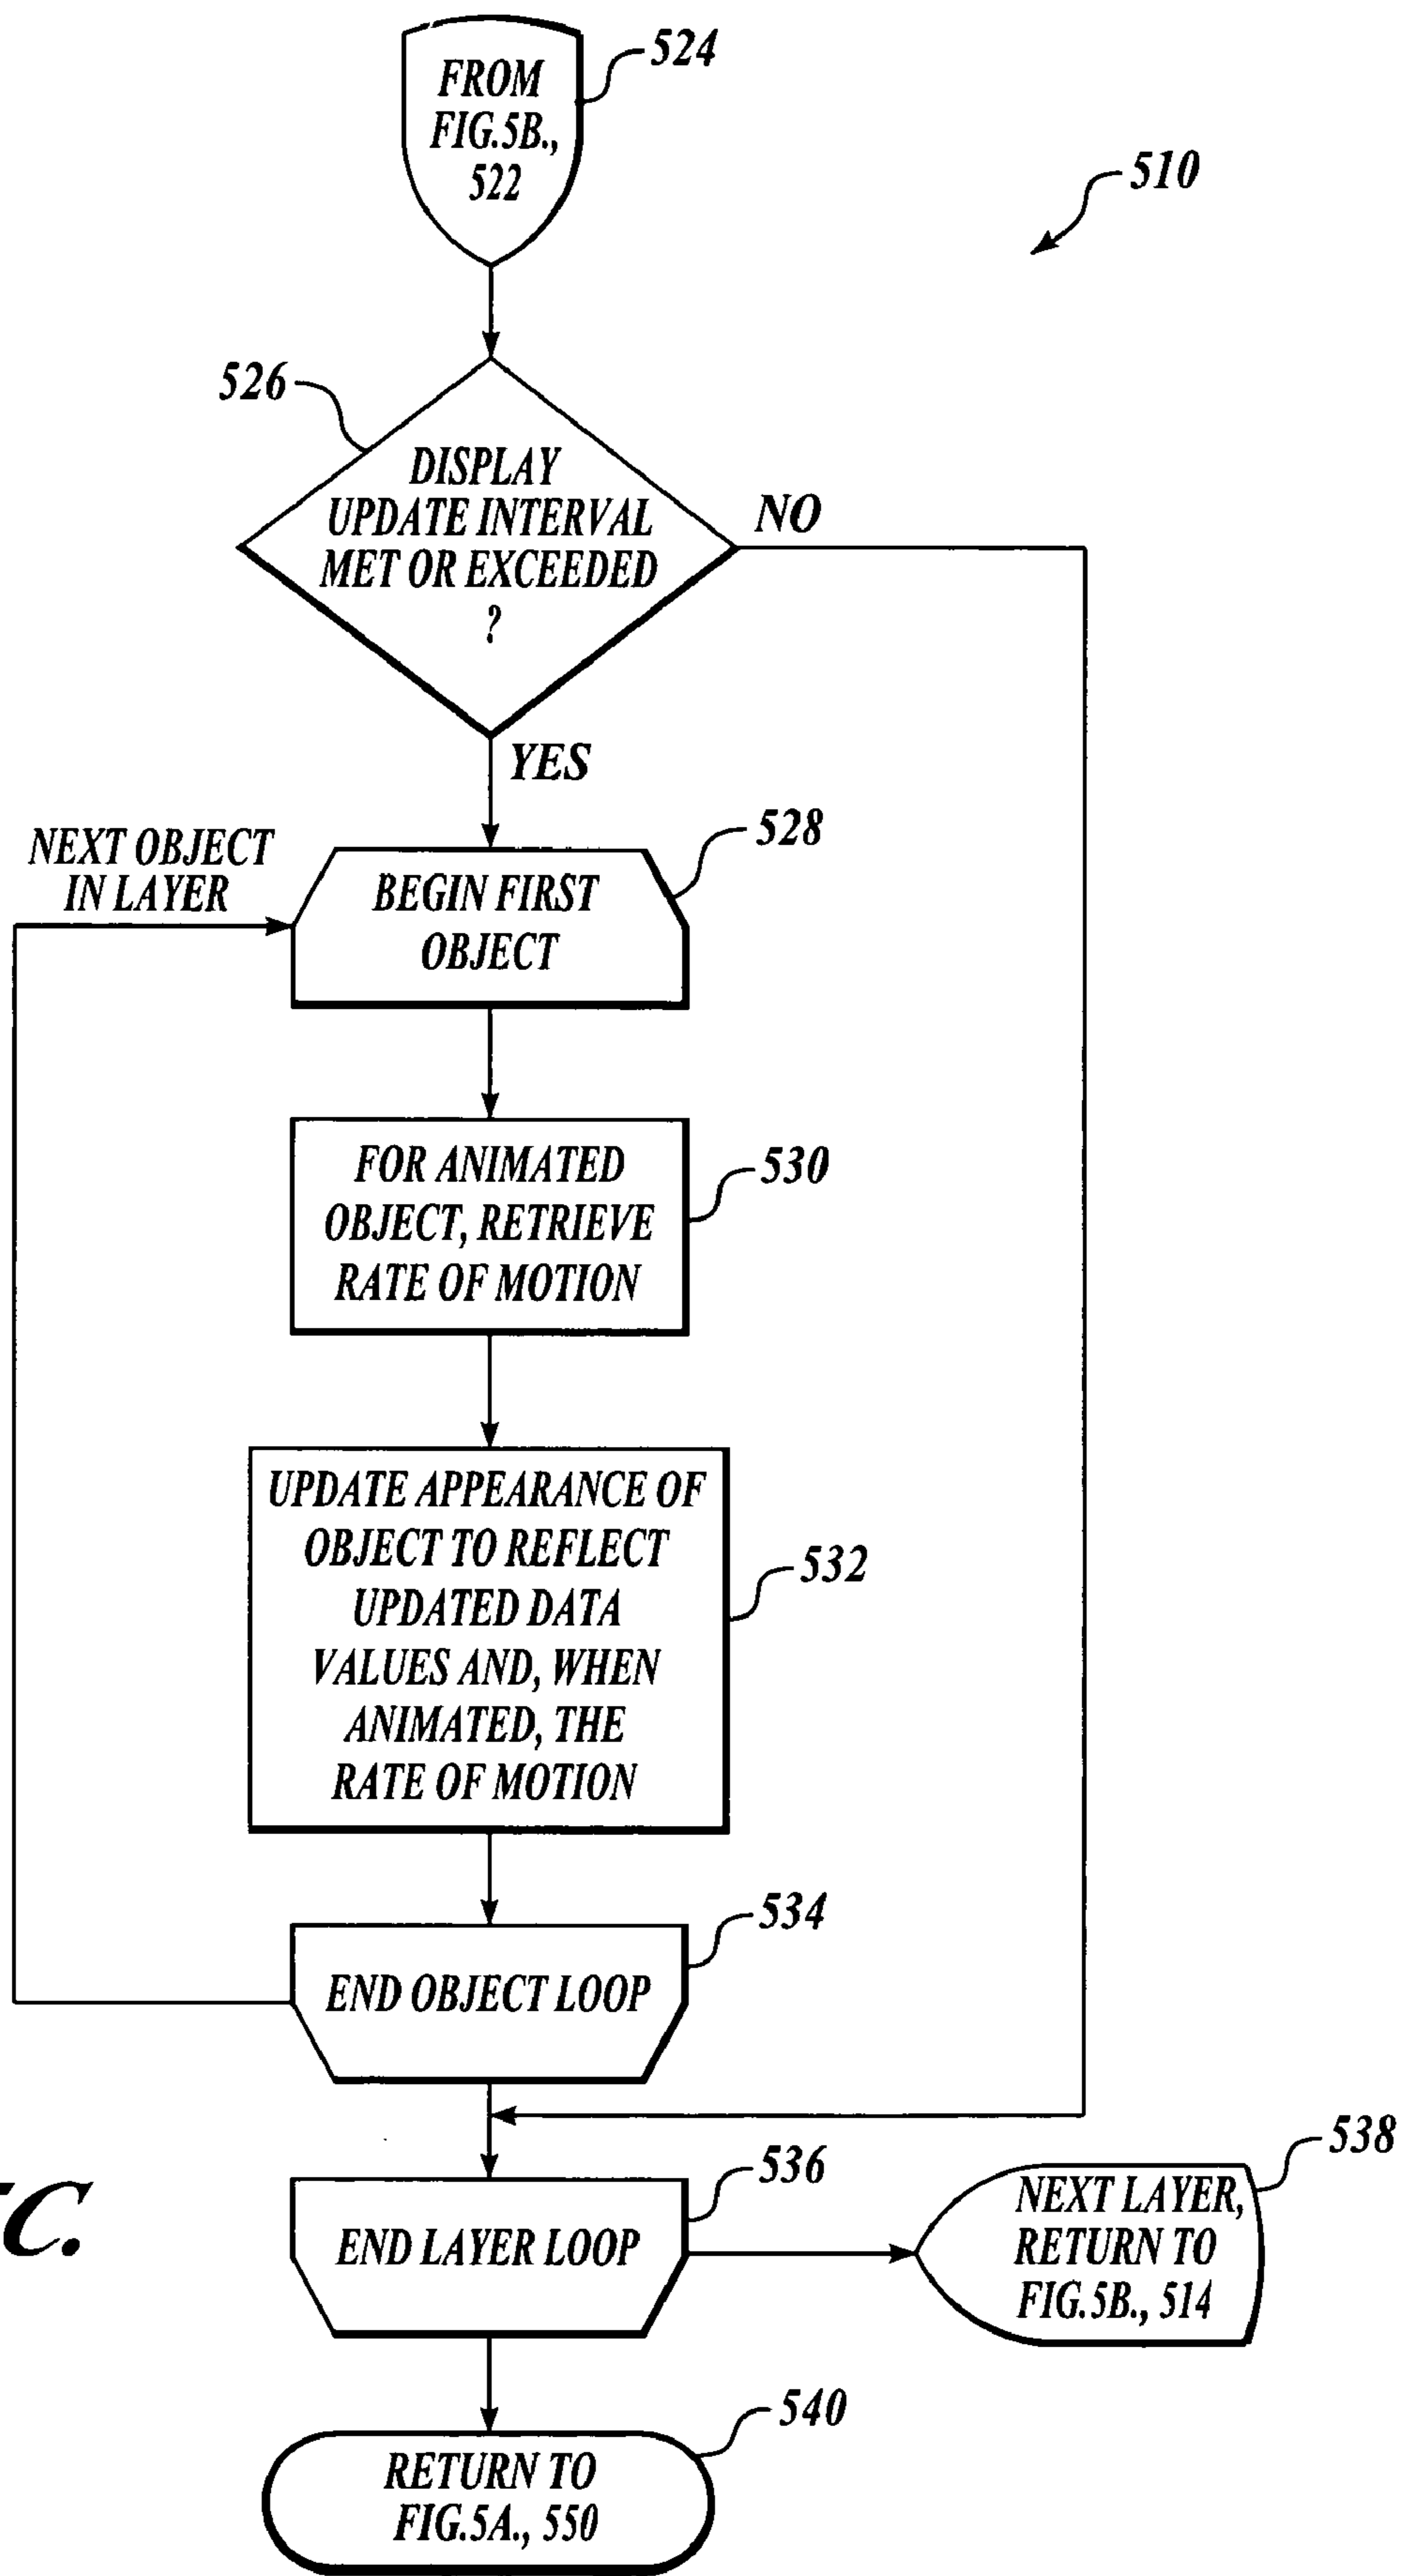 FROM
FIG.5B.,
522
524
510
526
DISPLAY
UPDATE INTERVAL
MET OR EXCEEDED
?
NO
YES
NEXT OBJECT
IN LAYER
528
BEGIN FIRST
OBJECT
530
FOR ANIMATED
OBJECT, RETRIEVE
RATE OF MOTION
532
UPDATE APPEARANCE OF
OBJECT TO REFLECT
UPDATED DATA
VALUES AND, WHEN
ANIMATED, THE
RATE OF MOTION
534
END OBJECT LOOP
536
END LAYER LOOP
538
NEXT LAYER,
RETURN TO
FIG.5B., 514
C.
540
RETURN TO
FIG.5A., 550